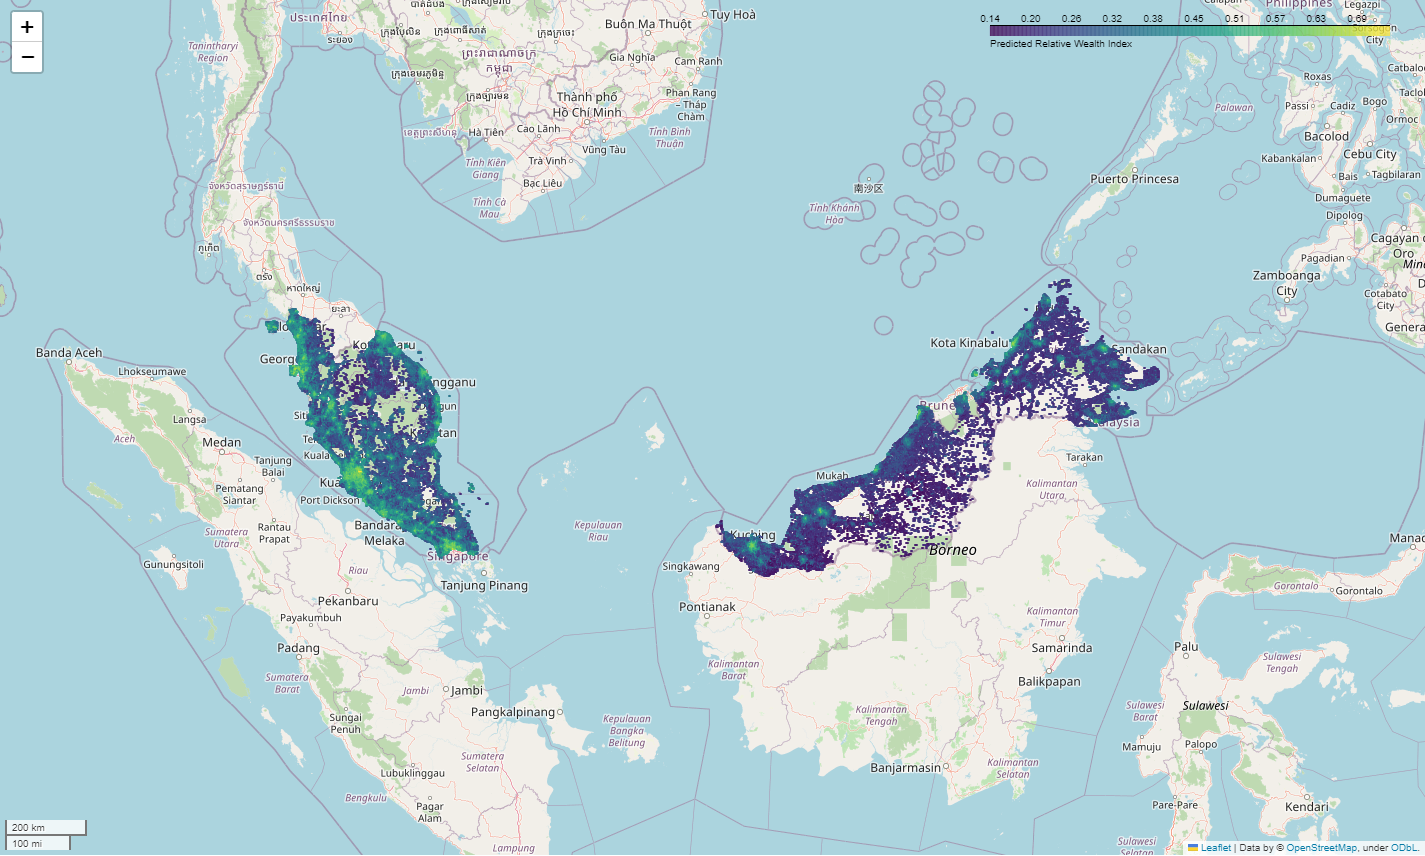 +
−
0.14 0.20 0.26 0.32 0.38 0.45 0.51 0.57 0.63 0.69
Predicted Relative Wealth Index
ประเทศไทย
ระยอง
Tanintharyi
Region
Buôn Ma Thuột
Tuy Hoà
Gia Nghĩa
Cam Ranh
Phan Rang
– Tháp
Chàm
Thành phố
Hồ Chí Minh
Cao Lãnh
Hà Tiên
Vũng Tàu
Trà Vinh
Bạc Liêu
Tỉnh Bình
Thuận
Tỉnh Kiên
Giang
Tỉnh Cà
Mau
Tỉnh Khánh
Hòa
南沙区
Philippines
Legazpi
Sorsogon
City
Palawan
Roxas
Passi
Cadiz
Bogo
Ormoc
Bacolod
Kabankalan
Cebu City
Bais
Tagbilaran
Dumaguete
Puerto Princesa
Dipolog
Pagadian
Zamboanga
City
Cotabato
City
จังหวัดสุราษฎร์ธานี
จังหวัดนครศรีธรรมราช
ภูเก็ต
ตรัง
หาดใหญ่
ยะลา
Banda Aceh
Lhokseumawe
Langsa
Aceh
Medan
Tanjung
Balai
Pematang
Siantar
Port Dickson
Bandara
Melaka
Singapore
Tanjung Pinang
Sumatera
Utara
Rantau
Prapat
Gunungsitoli
Riau
Pekanbaru
Payakumbuh
Padang
Sumatera
Barat
Jambi
Jambi
Sungai
Penuh
Pangkalpinang
Kepulauan
Bangka
Belitung
Sumatera
Selatan
Lubuklinggau
Bengkulu
Pagar
Alam
Lampung
Kepulauan
Riau
Kota Kinabalu
Sandakan
Mukah
Kuching
Tarakan
Kalimantan
Utara
Borneo
Singkawang
Pontianak
Kalimantan
Barat
Kalimantan
Timur
Samarinda
Balikpapan
Kalimantan
Tengah
Banjarmasin
Kalimantan
Selatan
Gorontalo
Gorontalo
Palu
Sulawesi
Tengah
Sulawesi
Barat
Sulawesi
Mamuju
Palopo
Pare-Pare
Kendari
Sulawesi
Selatan
200 km
100 mi
Leaflet | Data by © OpenStreetMap, under ODbL.